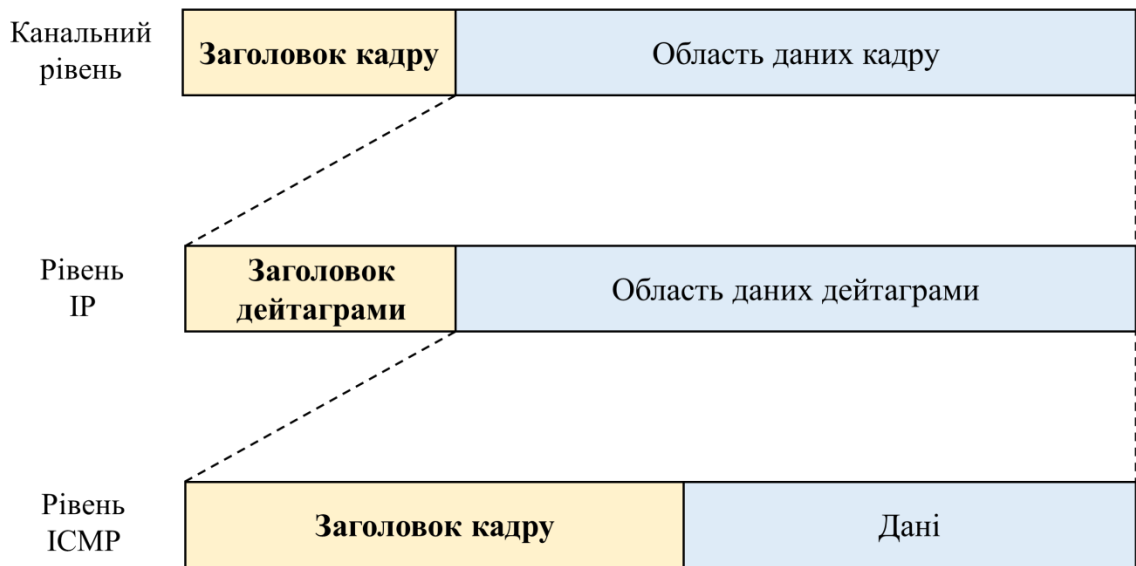 Канальний
рівень
Заголовок кадру
Область даних кадру
Рівень
IP
Заголовок
дейтаграми
Область даних дейтаграми
Рівень
ICMP
Заголовок кадру
Дані